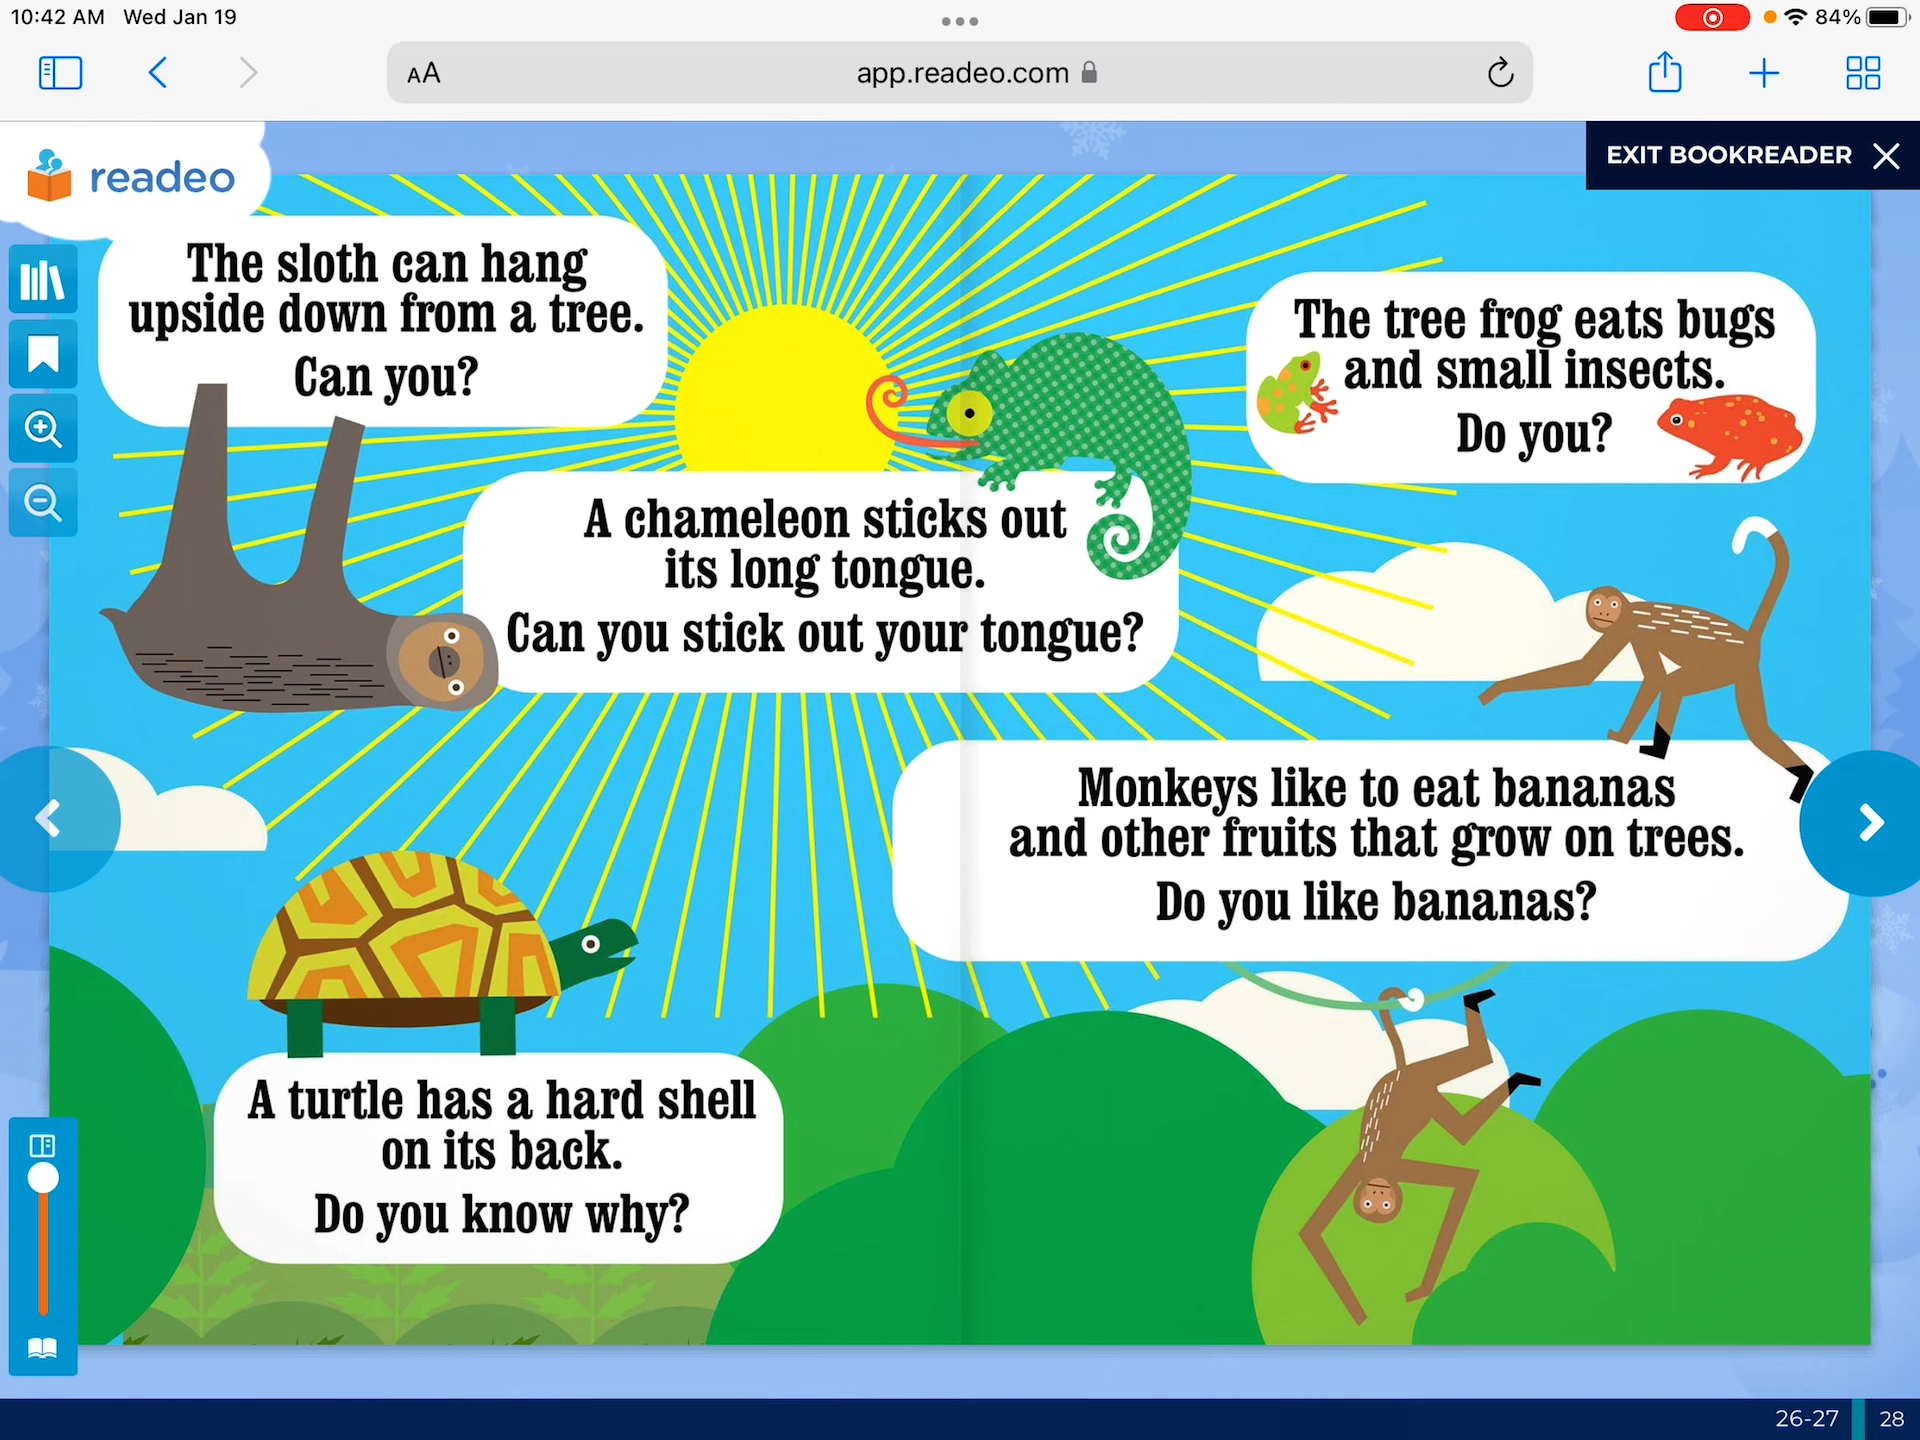 10:42 AM Wed Jan 19
84%
AA
app.readeo.com
readeo
EXIT BOOKREADER
The sloth can hang
upside down from a tree.
Can you?
The tree frog eats bugs
and small insects.
Do you?
A chameleon sticks out
its long tongue.
Can you stick out your tongue?
Monkeys like to eat bananas
and other fruits that grow on trees.
Do you like bananas?
A turtle has a hard shell
on its back.
Do you know why?
26-27
28